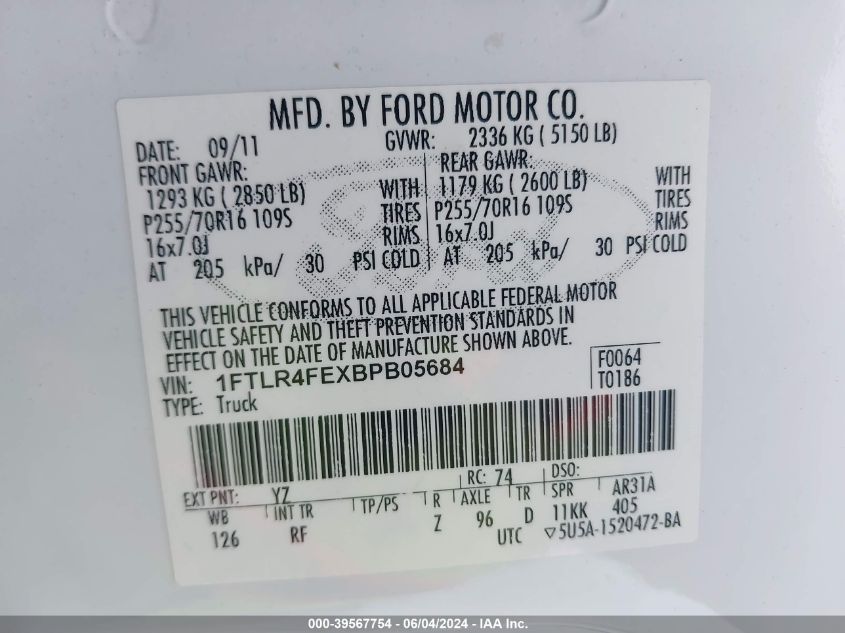 MFD. BY FORD MOTOR CO.
DATE: 09/11 GVWR: 2336 KG ( 5150 LB)
FRONT GAWR: REAR GAWR:
1293 KG ( 2850 LB) WITH 1179 KG ( 2600 LB) WITH
P255/70R16 109S TIRES P255/70R16 109S TIRES
16x7.0J RIMS 16x7.0J RIMS
AT 205 kPa/ 30 PSI COLD AT 205 kPa/ 30 PSI COLD
THIS VEHICLE CONFORMS TO ALL APPLICABLE FEDERAL MOTOR
VEHICLE SAFETY AND THEFT PREVENTION STANDARDS IN
EFFECT ON THE DATE OF MANUFACTURE SHOWN ABOVE.
VIN: 1FTLR4FEXBPB05684 F0064
TYPE: Truck T0186
EXT PNT: YZ RC: 74 DSO:
WB INT TR TP/PS R AXLE TR SPR AR31A
126 RF Z 96 D 11KK 405
UTC ▽5U5A-1520472-BA
000-39567754 - 06/04/2024 - IAA Inc.